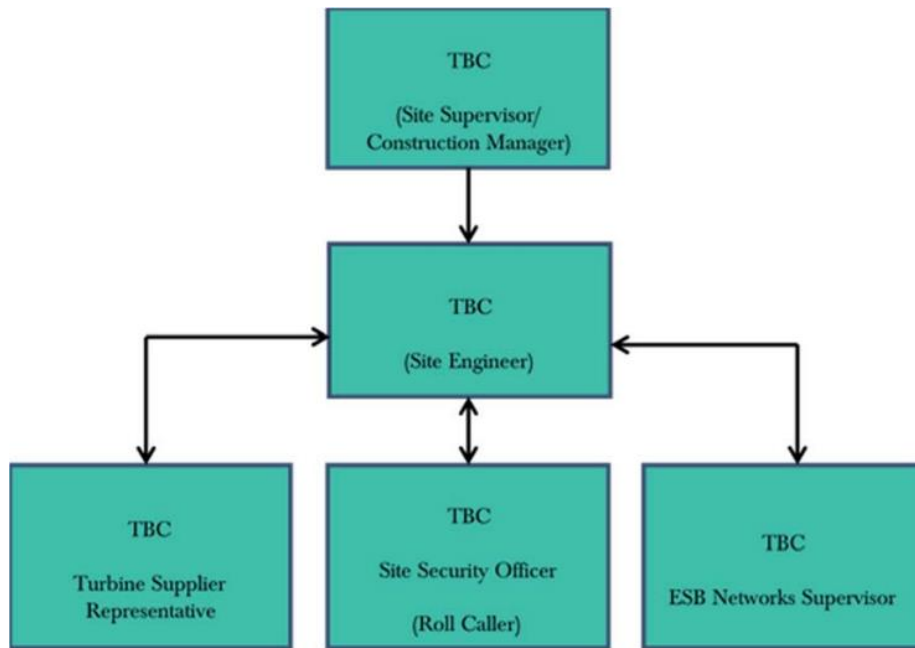 TBC
(Site Supervisor/
Construction Manager)
TBC
(Site Engineer)
TBC
Turbine Supplier
Representative
TBC
Site Security Officer
(Roll Caller)
TBC
ESB Networks Supervisor